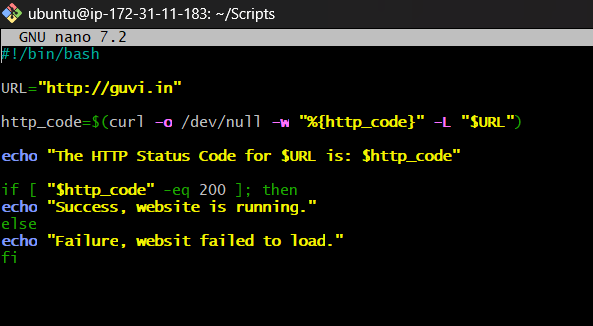 ubuntu@ip-172-31-11-183: ~/Scripts
GNU nano 7.2
#!/bin/bash
URL="http://guvi.in"
http_code=$(curl -o /dev/null -w "%{http_code}" -L "$URL")
echo "The HTTP Status Code for $URL is: $http_code"
if [ "$http_code" -eq 200 ]; then
echo "Success, website is running."
else
echo "Failure, websit failed to load."
fi